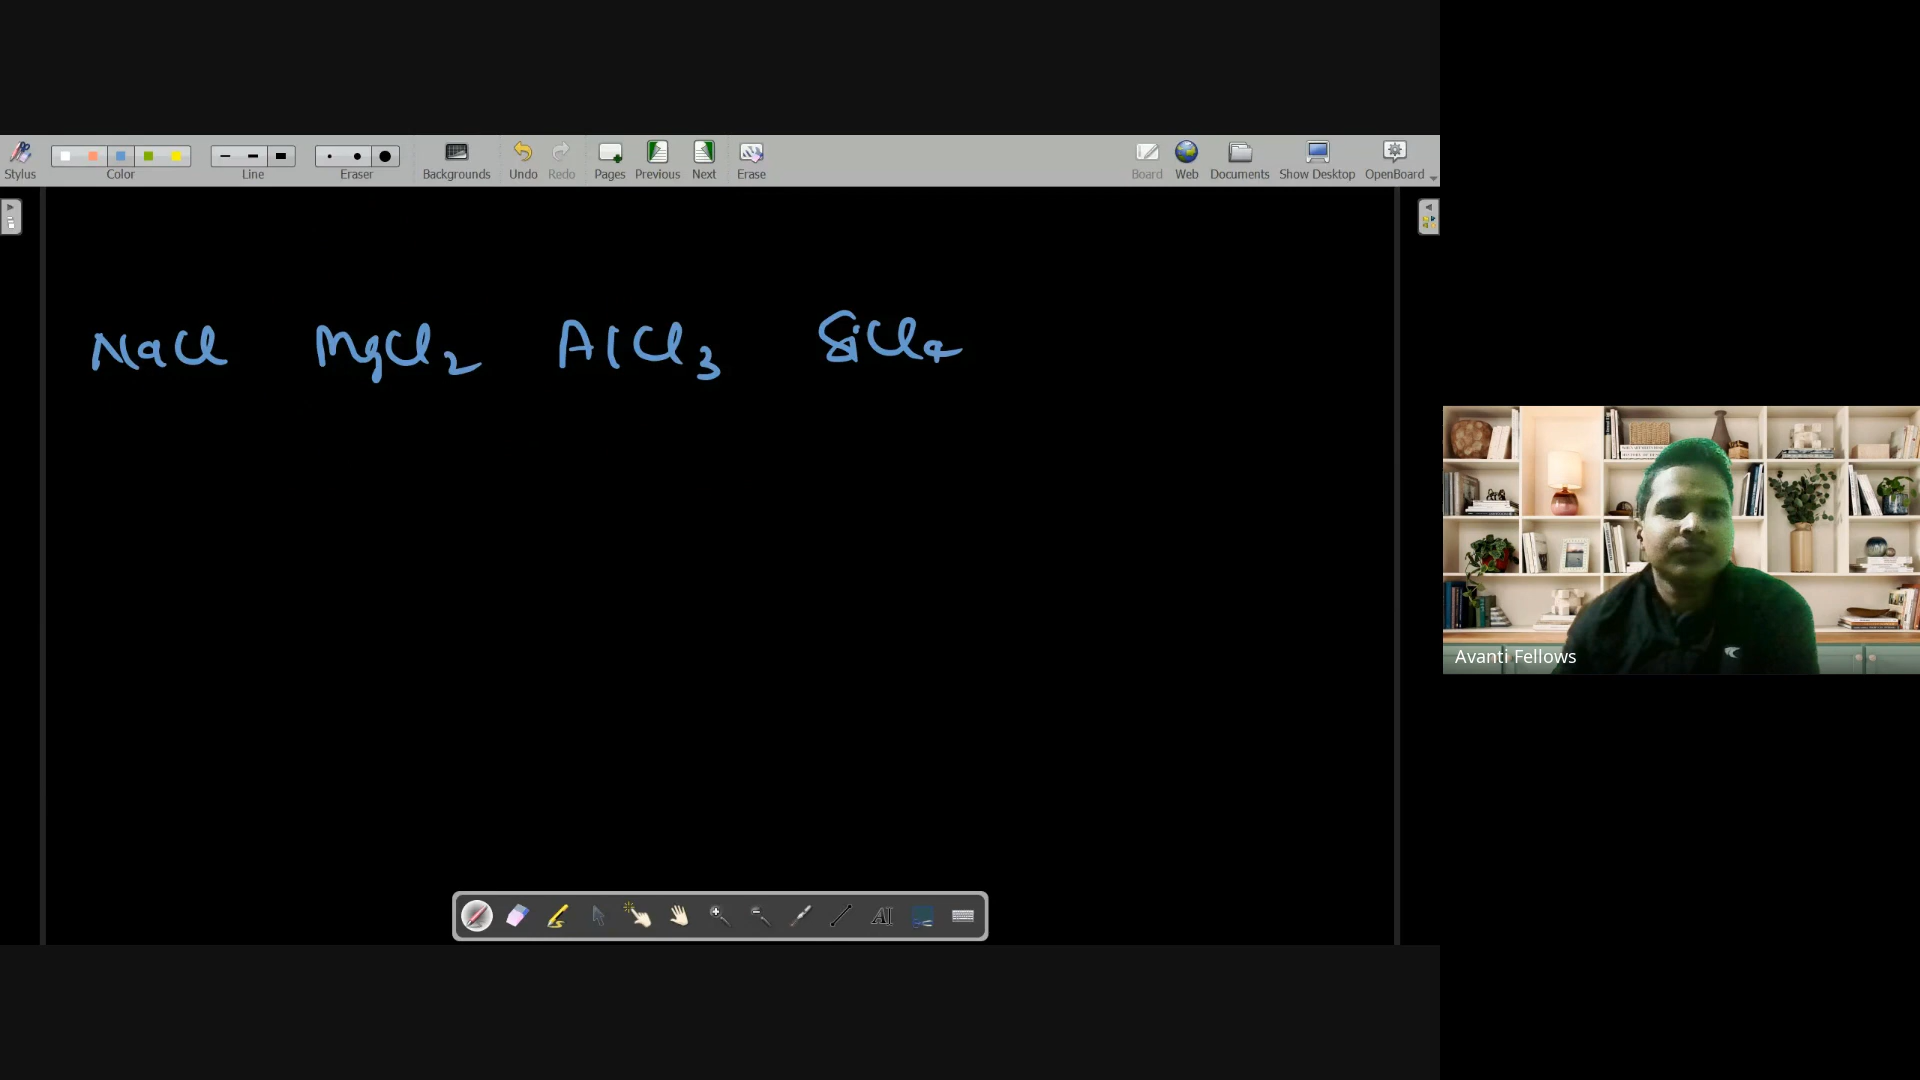 Stylus Color Line Eraser Backgrounds Undo Redo Pages Previous Next Erase Board Web Documents Show Desktop OpenBoard
NaCl MgCl2 AlCl3 SiCl4
Avanti Fellows
AI